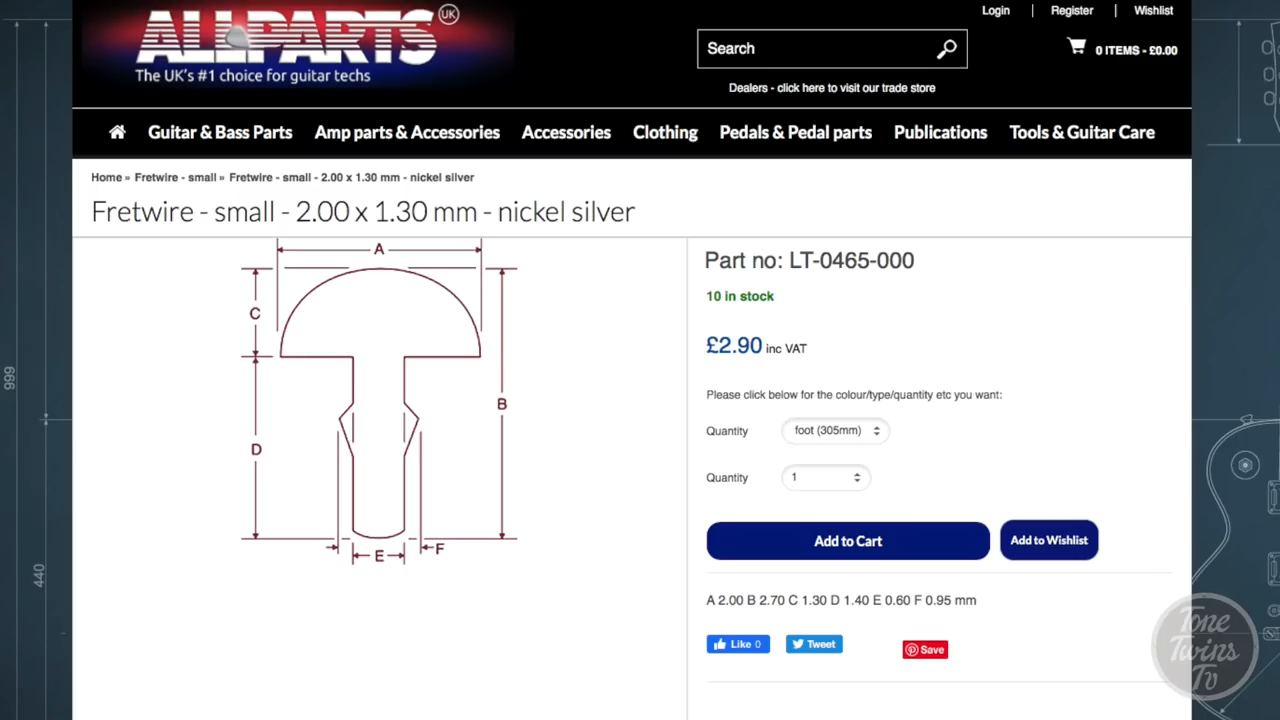 ALLPARTS UK
The UK's #1 choice for guitar techs
Login
Register
Wishlist
Search
0 ITEMS - £0.00
Dealers - click here to visit our trade store
Guitar & Bass Parts
Amp parts & Accessories
Accessories
Clothing
Pedals & Pedal parts
Publications
Tools & Guitar Care
Home » Fretwire - small » Fretwire - small - 2.00 x 1.30 mm - nickel silver
Fretwire - small - 2.00 x 1.30 mm - nickel silver
A
C
B
D
E
F
Part no: LT-0465-000
10 in stock
£2.90 inc VAT
Please click below for the colour/type/quantity etc you want:
Quantity
foot (305mm)
Quantity
1
Add to Cart
Add to Wishlist
A 2.00 B 2.70 C 1.30 D 1.40 E 0.60 F 0.95 mm
Like 0
Tweet
Save
999
440
Tone
Twins
Tv